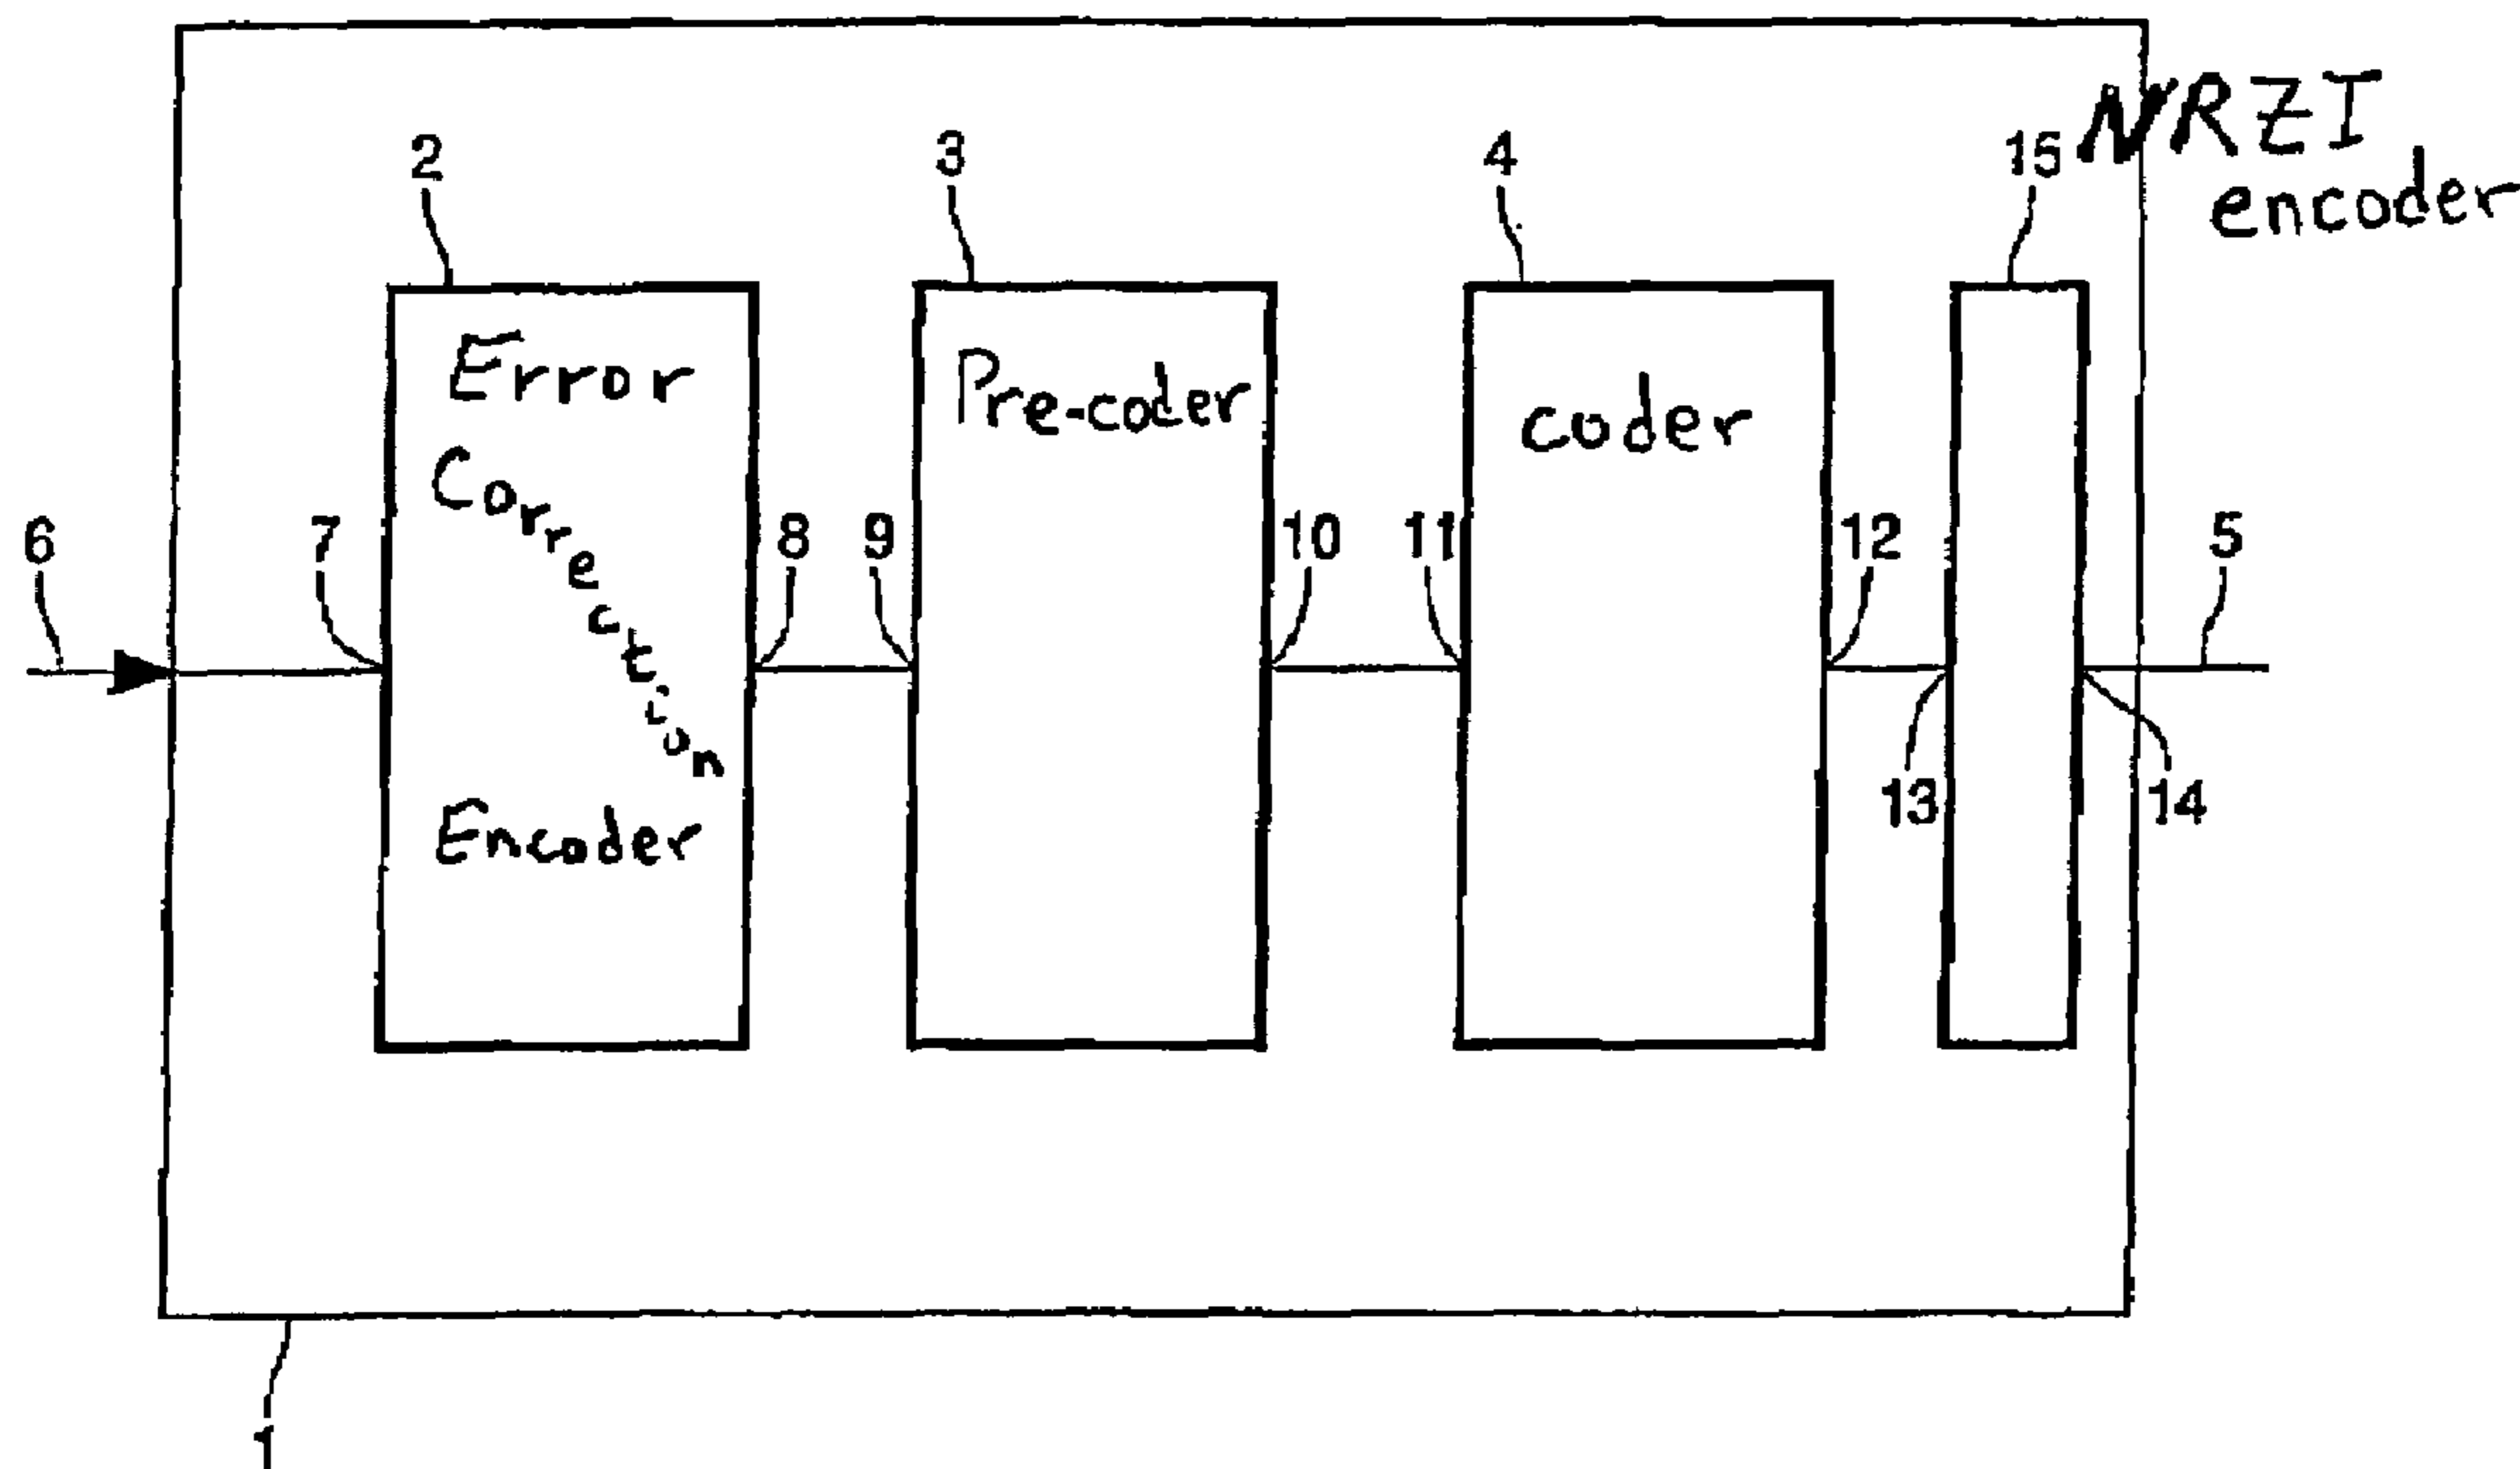 NRZI
2 3 4 15
encoder
Error
Correction
Encoder
Pre-coder
coder
6 7 8 9 10 11 12 5
13 14
1